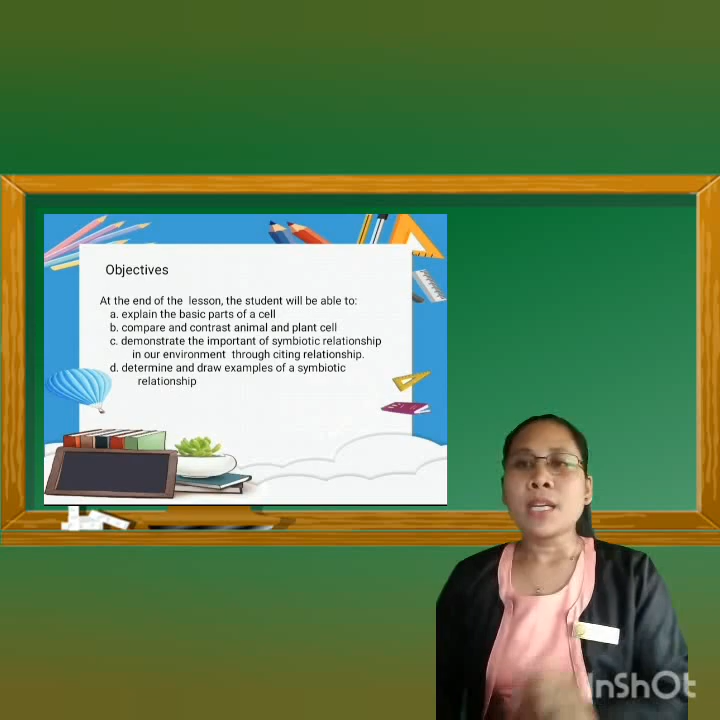 Objectives
At the end of the lesson, the student will be able to:
a. explain the basic parts of a cell
b. compare and contrast animal and plant cell
c. demonstrate the important of symbiotic relationship
in our environment through citing relationship.
d. determine and draw examples of a symbiotic
relationship
InShOt